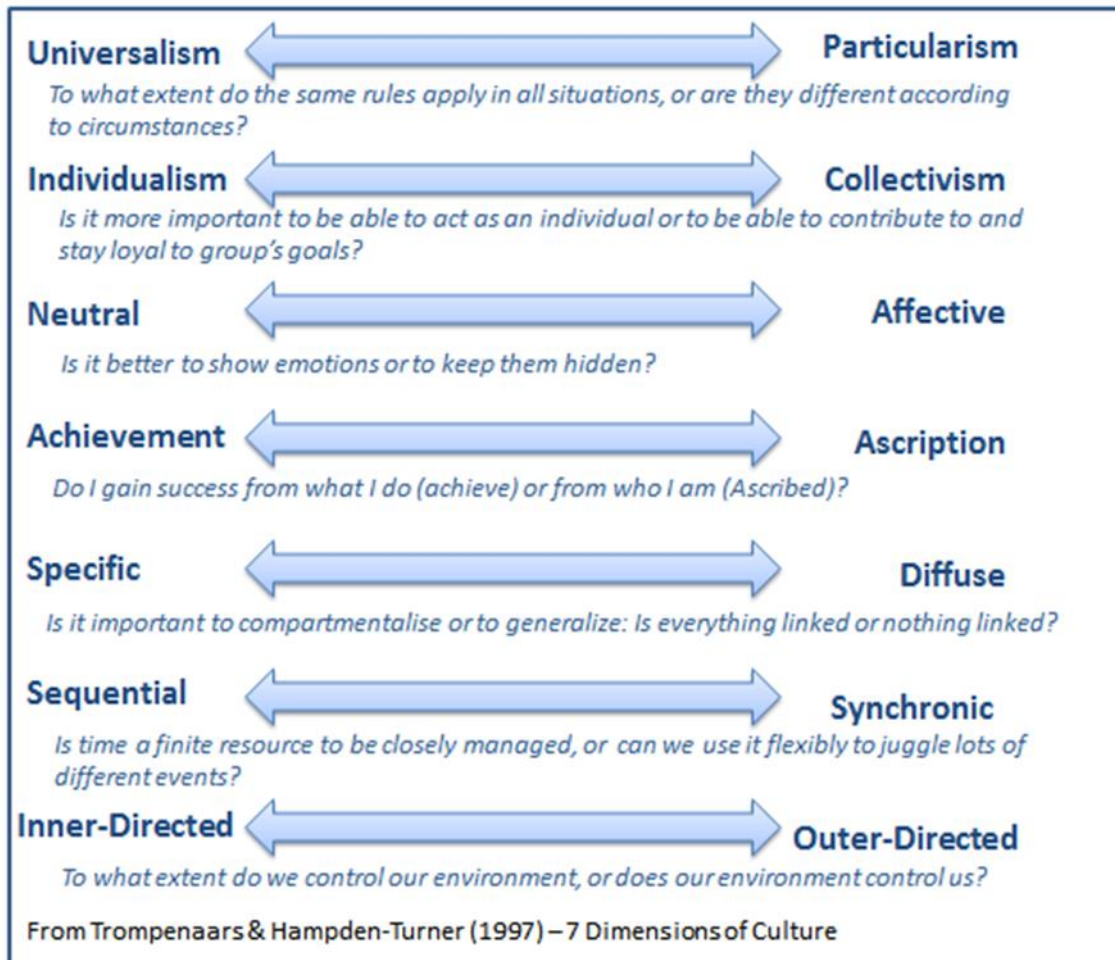 Universalism Particularism
To what extent do the same rules apply in all situations, or are they different according
to circumstances?
Individualism Collectivism
Is it more important to be able to act as an individual or to be able to contribute to and
stay loyal to group's goals?
Neutral Affective
Is it better to show emotions or to keep them hidden?
Achievement Ascription
Do I gain success from what I do (achieve) or from who I am (Ascribed)?
Specific Diffuse
Is it important to compartmentalise or to generalize: Is everything linked or nothing linked?
Sequential Synchronic
Is time a finite resource to be closely managed, or can we use it flexibly to juggle lots of
different events?
Inner-Directed Outer-Directed
To what extent do we control our environment, or does our environment control us?
From Trompenaars & Hampden-Turner (1997) – 7 Dimensions of Culture